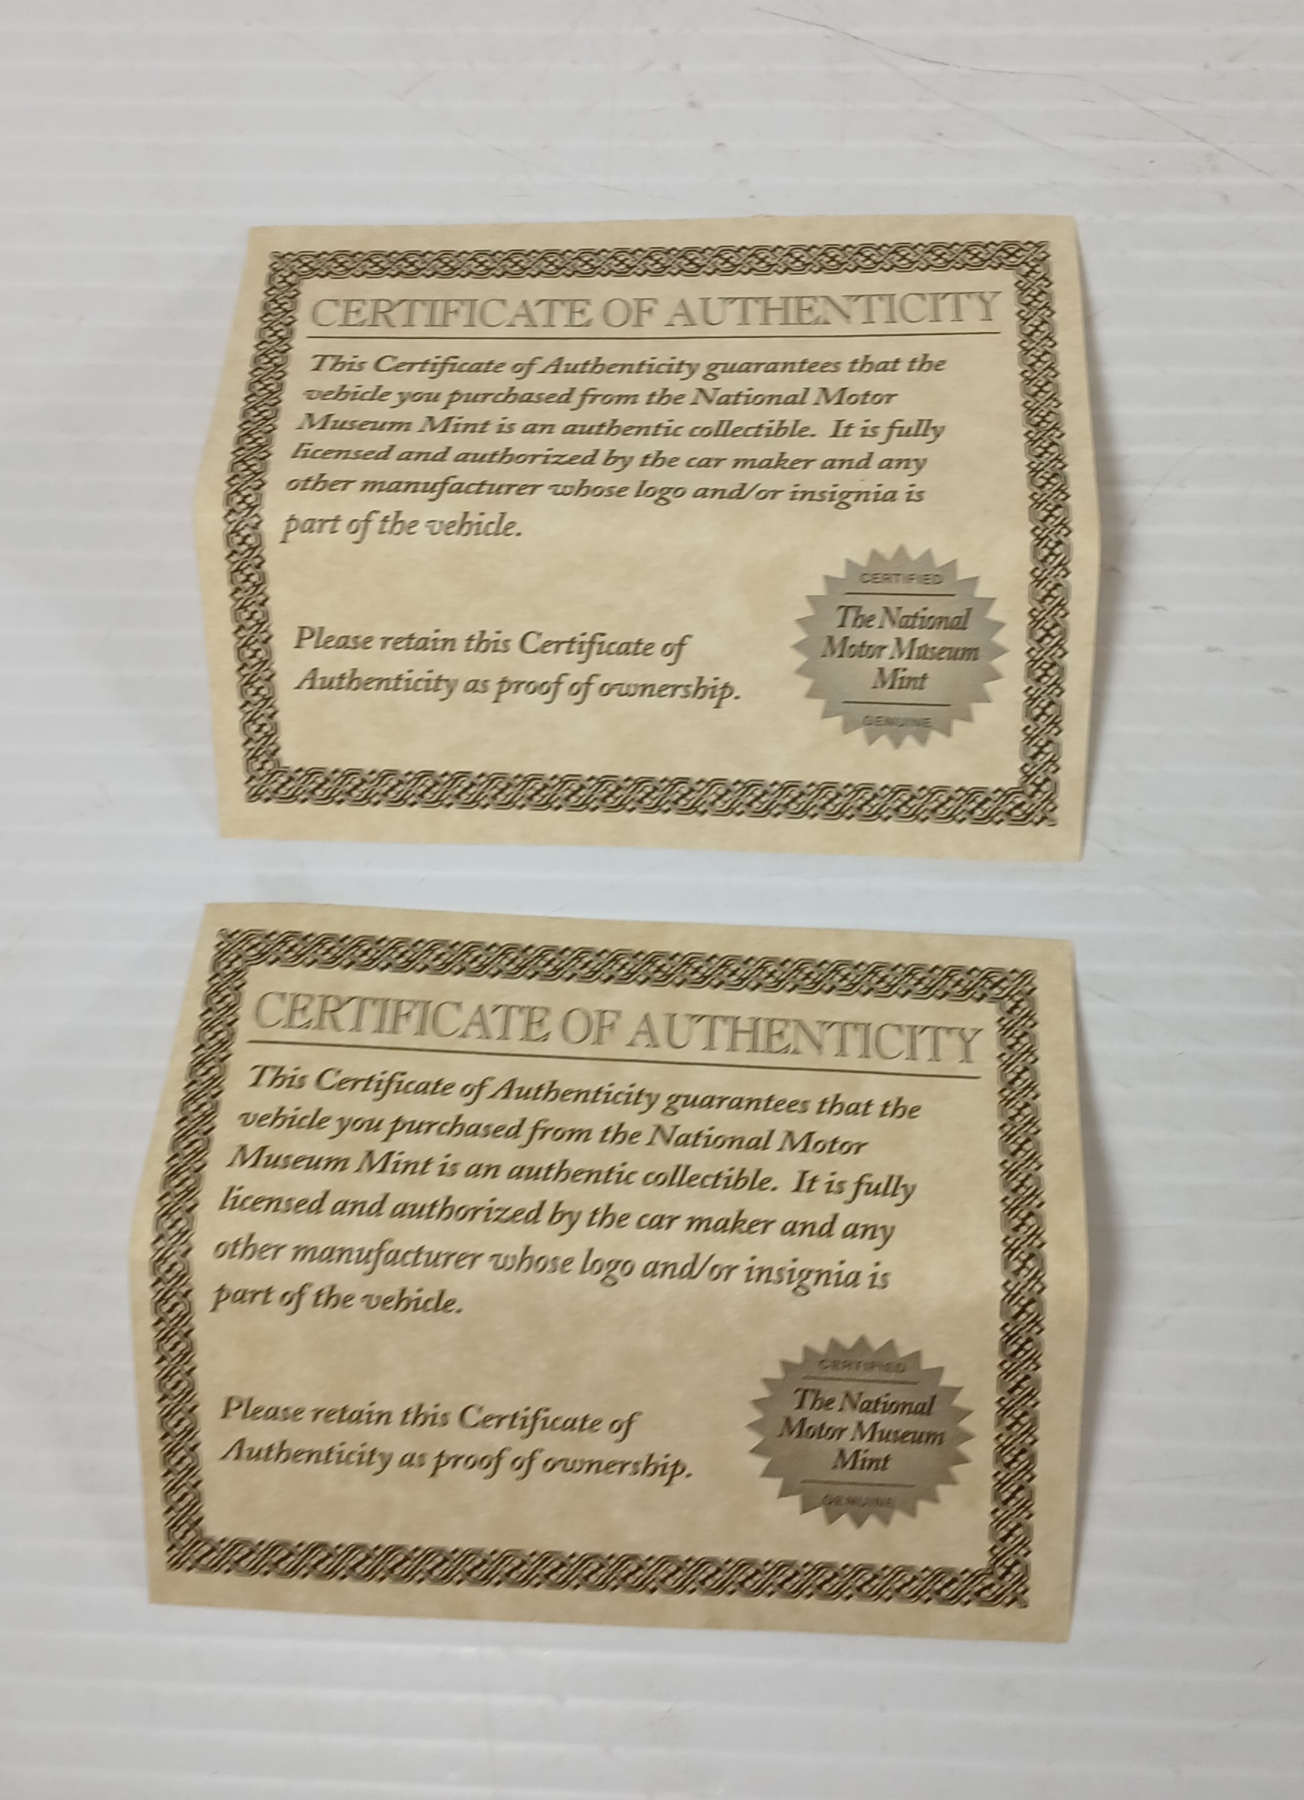 CERTIFICATE OF AUTHENTICITY
This Certificate of Authenticity guarantees that the
vehicle you purchased from the National Motor
Museum Mint is an authentic collectible. It is fully
licensed and authorized by the car maker and any
other manufacturer whose logo and/or insignia is
part of the vehicle.
Please retain this Certificate of
Authenticity as proof of ownership.
CERTIFIED
The National
Motor Museum
Mint
GENUINE
CERTIFICATE OF AUTHENTICITY
This Certificate of Authenticity guarantees that the
vehicle you purchased from the National Motor
Museum Mint is an authentic collectible. It is fully
licensed and authorized by the car maker and any
other manufacturer whose logo and/or insignia is
part of the vehicle.
Please retain this Certificate of
Authenticity as proof of ownership.
CERTIFIED
The National
Motor Museum
Mint
GENUINE